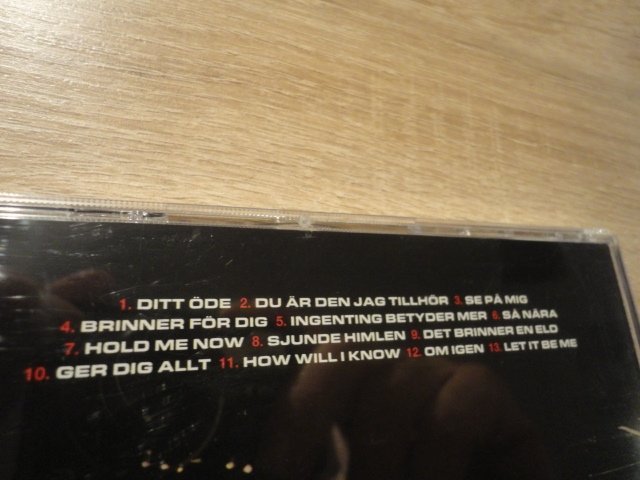 1. DITT ÖDE 2. DU ÄR DEN JAG TILLHÖR 3. SE PÅ MIG
4. BRINNER FÖR DIG 5. INGENTING BETYDER MER 6. SÅ NÄRA
7. HOLD ME NOW 8. SJUNDE HIMLEN 9. DET BRINNER EN ELD
10. GER DIG ALLT 11. HOW WILL I KNOW 12. OM IGEN 13. LET IT BE ME